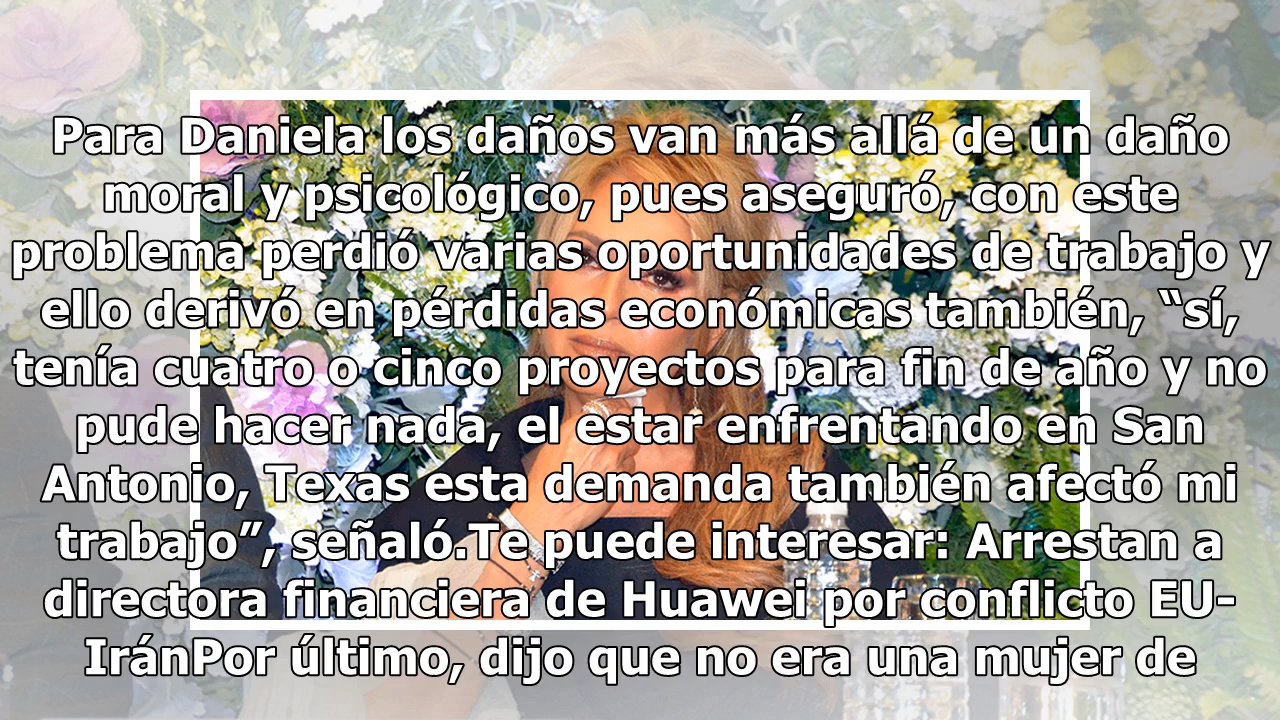 Para Daniela los daños van más allá de un daño
moral y psicológico, pues aseguró, con este
problema perdió varias oportunidades de trabajo y
ello derivó en pérdidas económicas también, “sí,
tenía cuatro o cinco proyectos para fin de año y no
pude hacer nada, el estar enfrentando en San
Antonio, Texas esta demanda también afectó mi
trabajo”, señaló.Te puede interesar: Arrestan a
directora financiera de Huawei por conflicto EU-
IránPor último, dijo que no era una mujer de